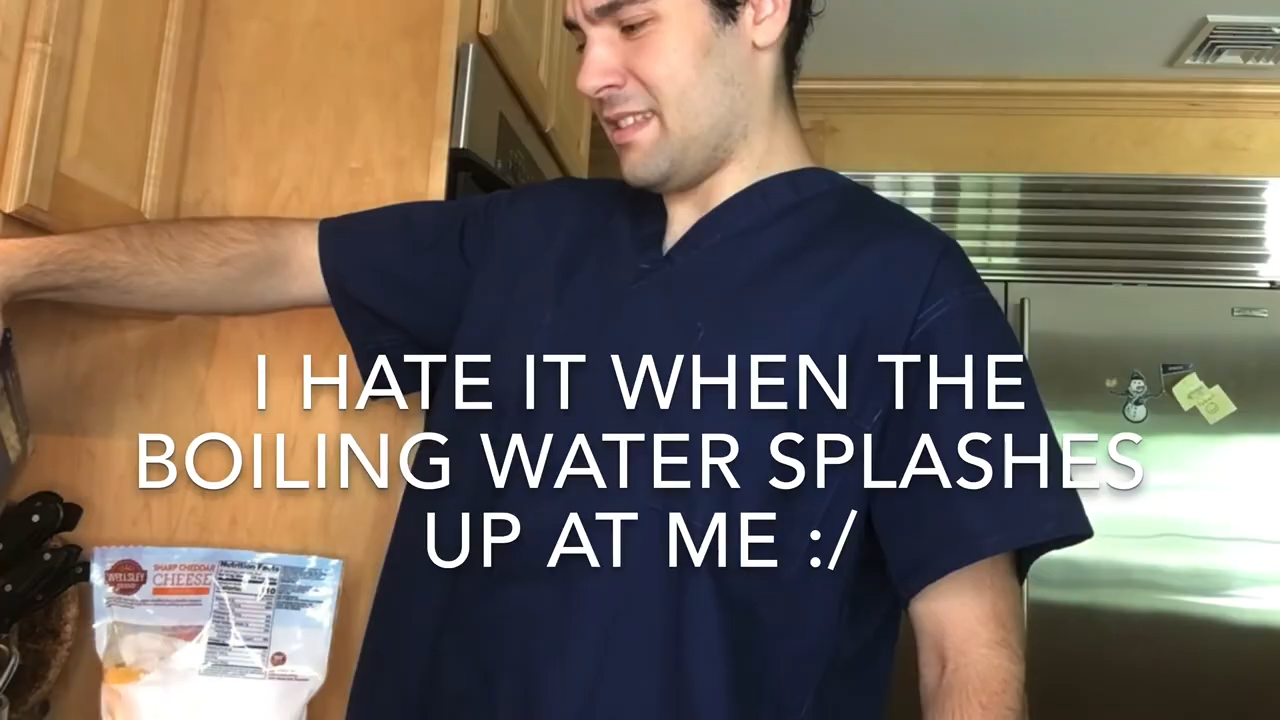 I HATE IT WHEN THE
BOILING WATER SPLASHES
UP AT ME :/
WELLSLEY
SHARP CHEDDAR
CHEESE
Nutrition Facts